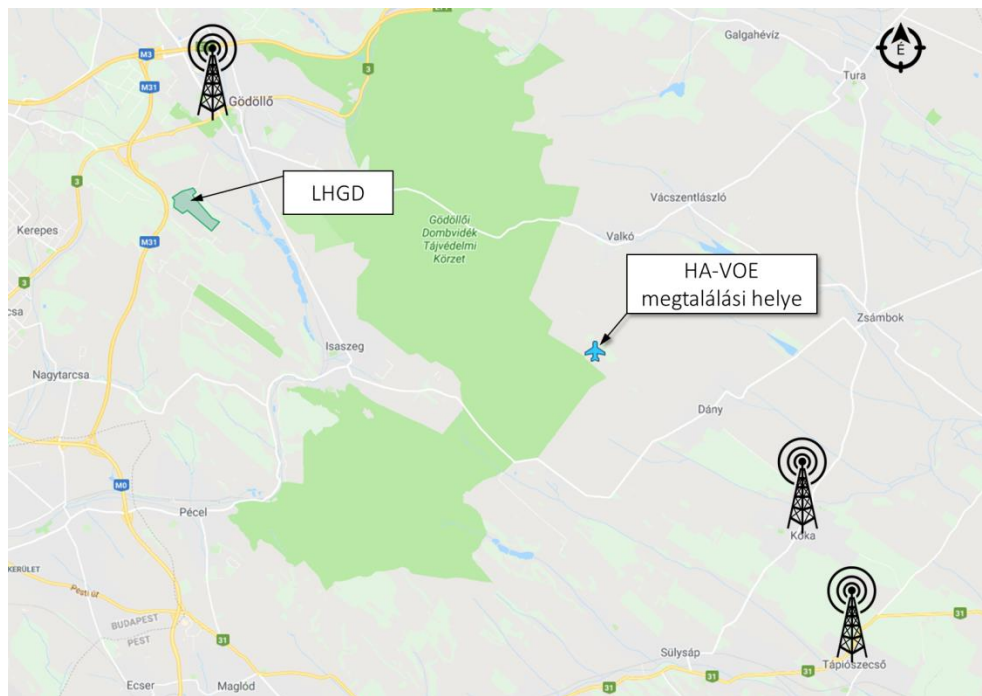 Galgahévíz
É
M3
3
Tura
M31
Gödöllő
3
LHGD
3
Vácszentlászló
Kerepes
Gödöllői
Dombvidék
Tájvédelmi
Körzet
Valkó
M31
HA-VOE
megtalálási helye
3
csa
Zsámbok
Isaszeg
Nagytarcsa
Dány
M0
Pécel
Kóka
KERÜLET
Pesti út
31
BUDAPEST
PEST
31
Sülysáp
31
Tápiószecső
Ecser
Maglód
31